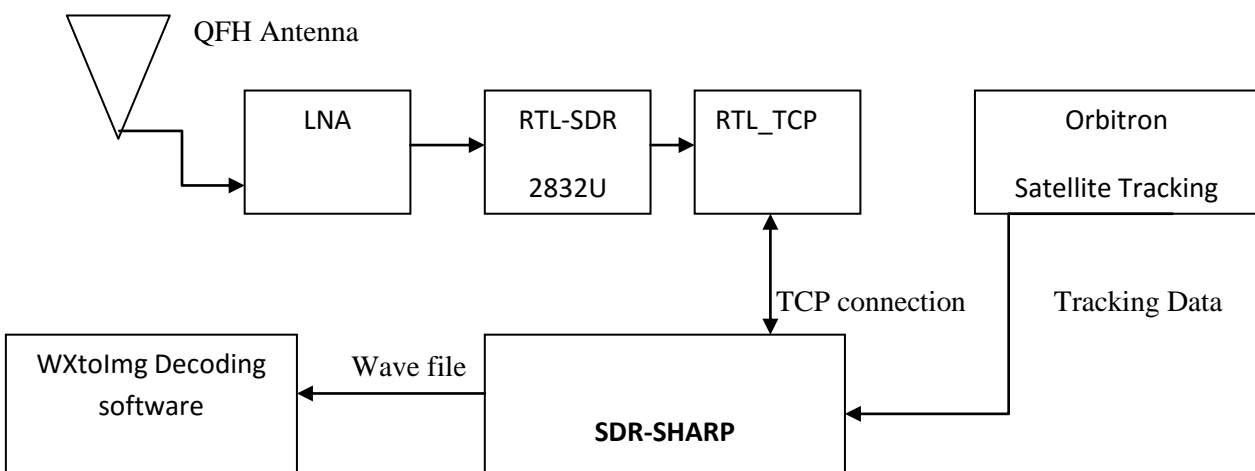 QFH Antenna
LNA
RTL-SDR
2832U
RTL_TCP
Orbitron
Satellite Tracking
TCP connection
Tracking Data
WXtoImg Decoding
software
Wave file
SDR-SHARP